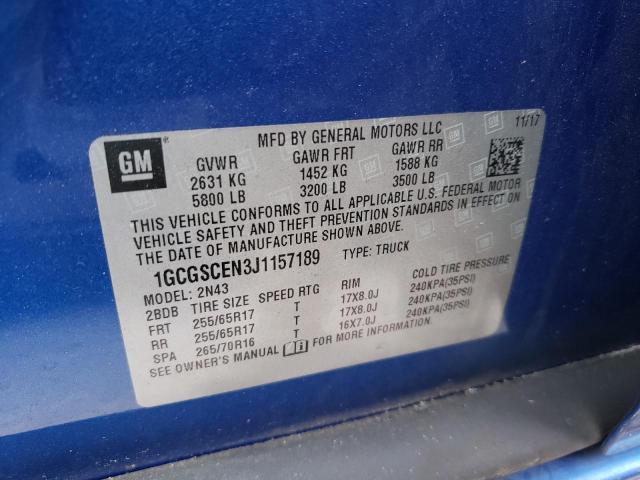 MFD BY GENERAL MOTORS LLC 11/17
GM
GVWR GAWR FRT GAWR RR
2631 KG 1452 KG 1588 KG
5800 LB 3200 LB 3500 LB
THIS VEHICLE CONFORMS TO ALL APPLICABLE U.S. FEDERAL MOTOR
VEHICLE SAFETY AND THEFT PREVENTION STANDARDS IN EFFECT ON
THE DATE OF MANUFACTURE SHOWN ABOVE.
1GCGSCEN3J1157189 TYPE: TRUCK
MODEL: 2N43
2BDB TIRE SIZE SPEED RTG RIM COLD TIRE PRESSURE
FRT 255/65R17 T 17X8.0J 240KPA(35PSI)
RR 255/65R17 T 17X8.0J 240KPA(35PSI)
SPA 265/70R16 T 16X7.0J 240KPA(35PSI)
SEE OWNER'S MANUAL FOR ADDITIONAL INFORMATION.